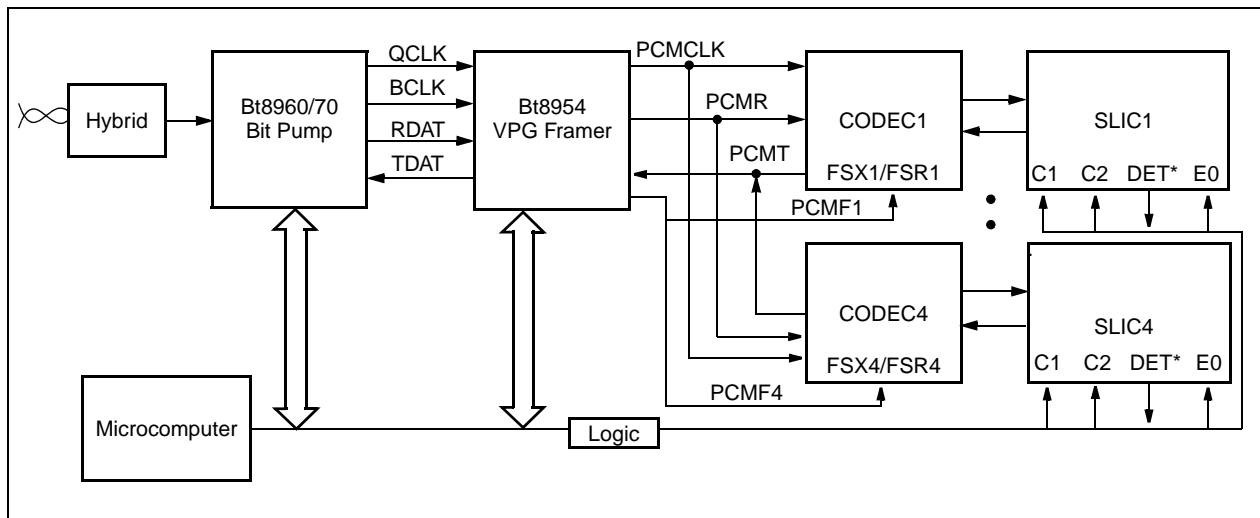 QCLK
BCLK
RDAT
TDAT
Hybrid
Bt8960/70
Bit Pump
Bt8954
VPG Framer
PCMCLK
PCMR
PCMT
PCMF1
CODEC1
FSX1/FSR1
SLIC1
C1 C2 DET* E0
CODEC4
FSX4/FSR4
PCMF4
SLIC4
C1 C2 DET* E0
Microcomputer
Logic